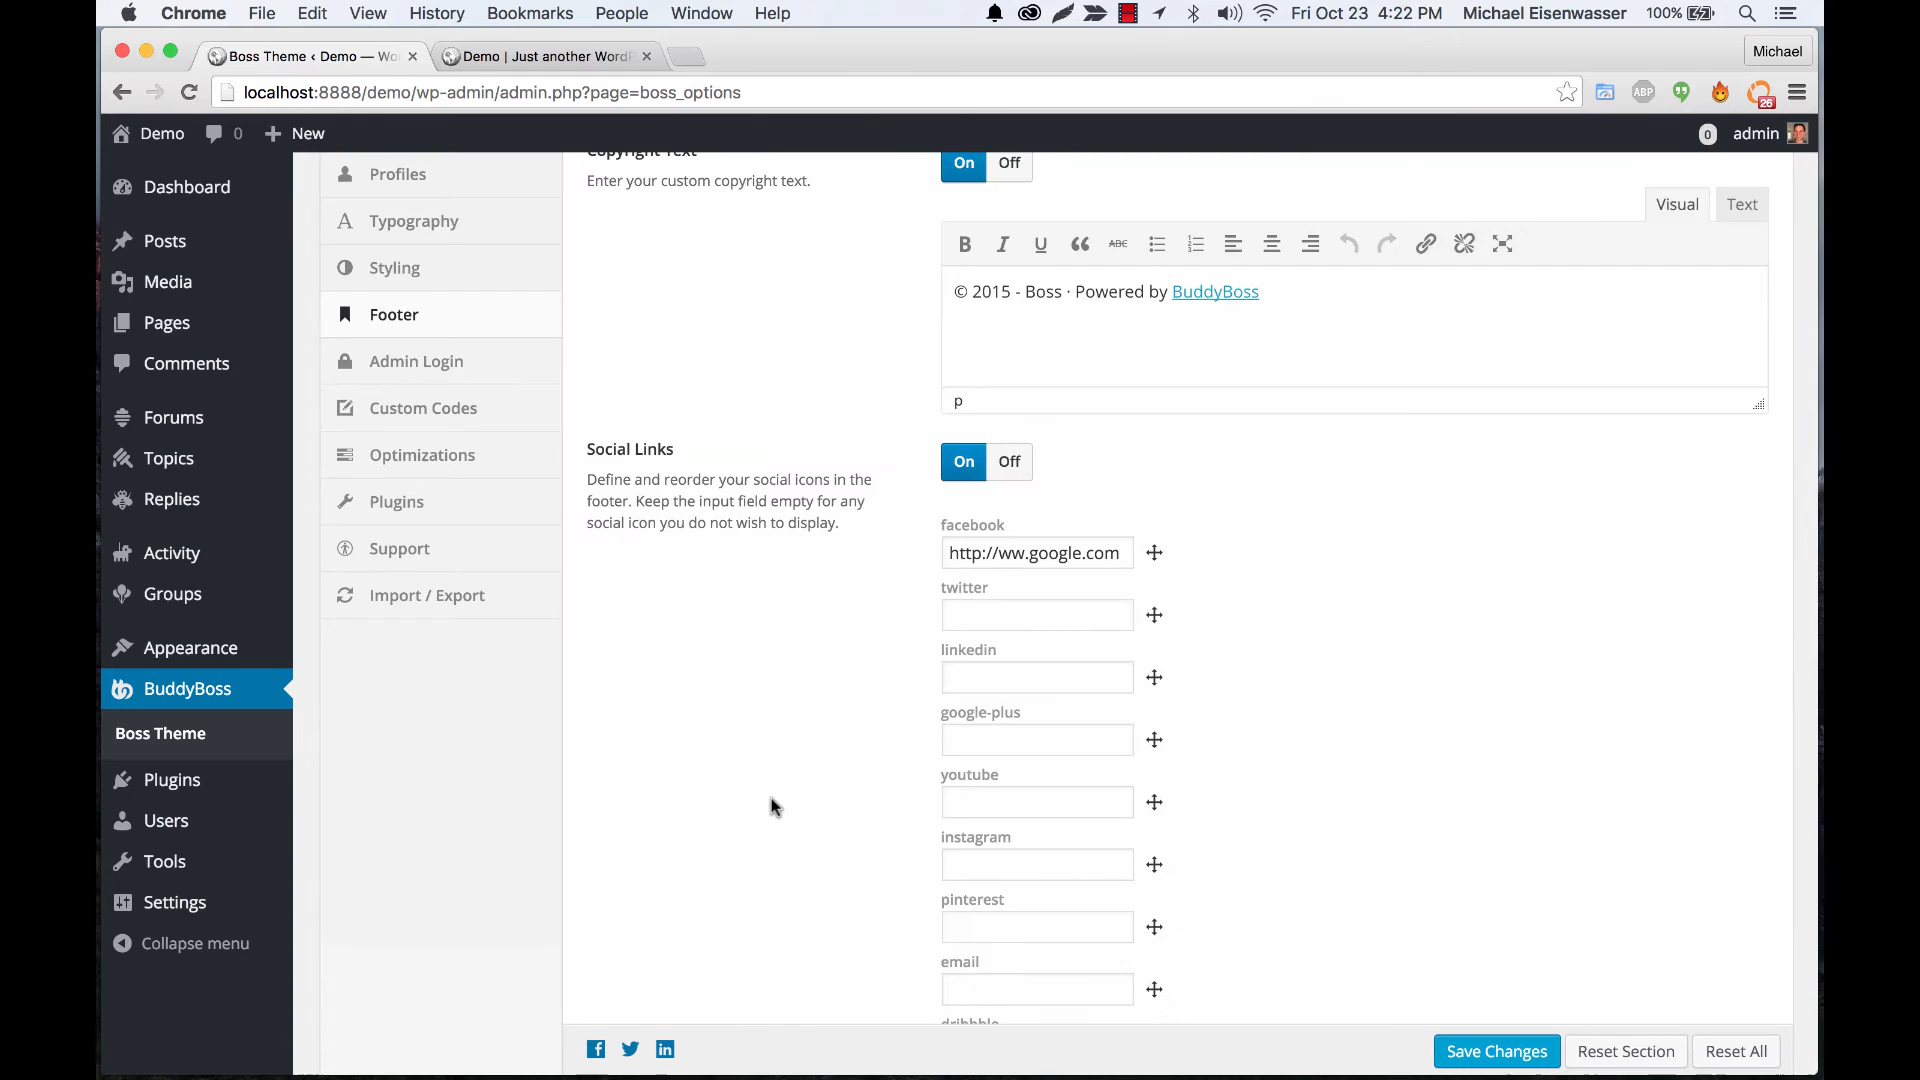 Chrome File Edit View History Bookmarks People Window Help Fri Oct 23 4:22 PM Michael Eisenwasser 100%
Boss Theme ‹ Demo — Wo
Demo | Just another WordP
Michael
localhost:8888/demo/wp-admin/admin.php?page=boss_options
ABP
26
Demo 0 New
0 admin
Dashboard
Posts
Media
Pages
Comments
Forums
Topics
Replies
Activity
Groups
Appearance
BuddyBoss
Boss Theme
Plugins
Users
Tools
Settings
Collapse menu
Profiles
Typography
Styling
Footer
Admin Login
Custom Codes
Optimizations
Plugins
Support
Import / Export
Copyright Text
Enter your custom copyright text.
On Off
Visual Text
B I U ABC
© 2015 - Boss · Powered by BuddyBoss
p
Social Links
Define and reorder your social icons in the
footer. Keep the input field empty for any
social icon you do not wish to display.
On Off
facebook
http://ww.google.com
twitter
linkedin
google-plus
youtube
instagram
pinterest
email
dribbble
Save Changes Reset Section Reset All